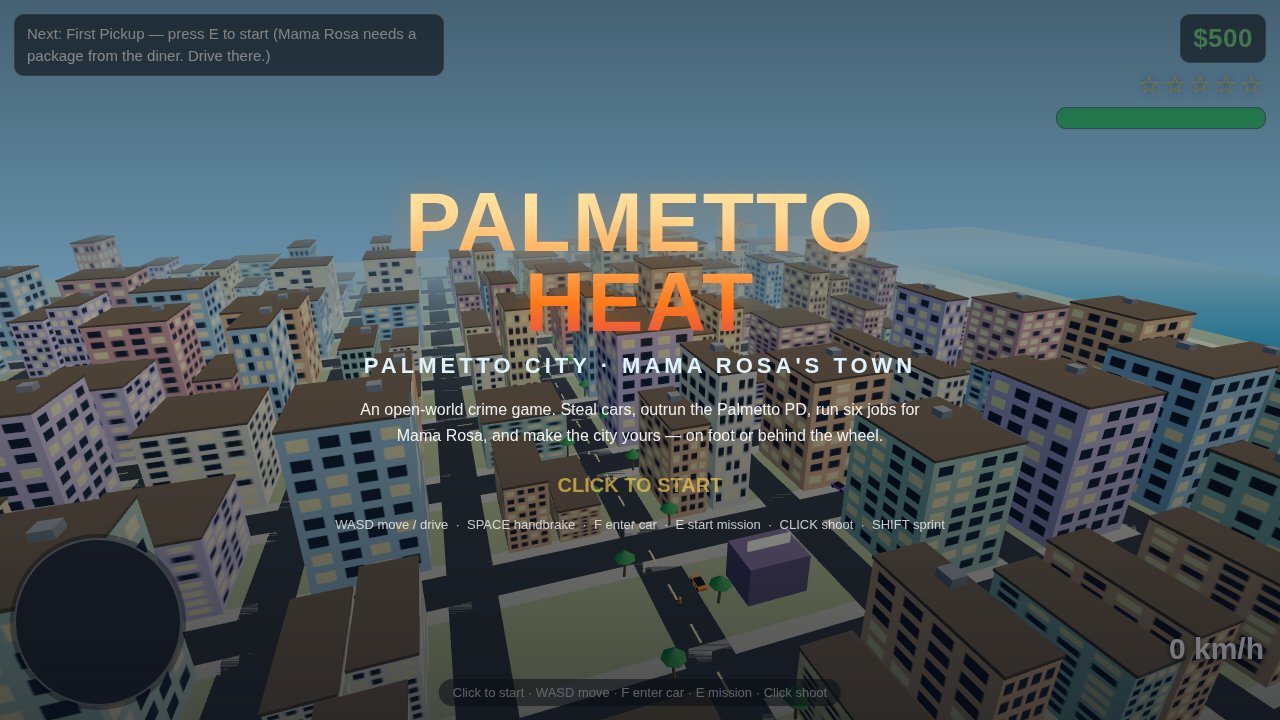 Next: First Pickup — press E to start (Mama Rosa needs a
package from the diner. Drive there.)
$500
☆ ☆ ☆ ☆ ☆
PALMETTO
HEAT
PALMETTO CITY · MAMA ROSA'S TOWN
An open-world crime game. Steal cars, outrun the Palmetto PD, run six jobs for
Mama Rosa, and make the city yours — on foot or behind the wheel.
CLICK TO START
WASD move / drive · SPACE handbrake · F enter car · E start mission · CLICK shoot · SHIFT sprint
0 km/h
Click to start · WASD move · F enter car · E mission · Click shoot